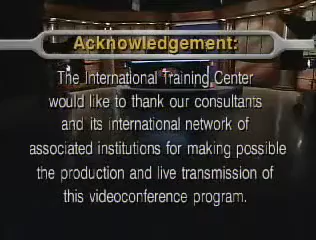 Acknowledgement:
The International Training Center
would like to thank our consultants
and its international network of
associated institutions for making possible
the production and live transmission of
this videoconference program.